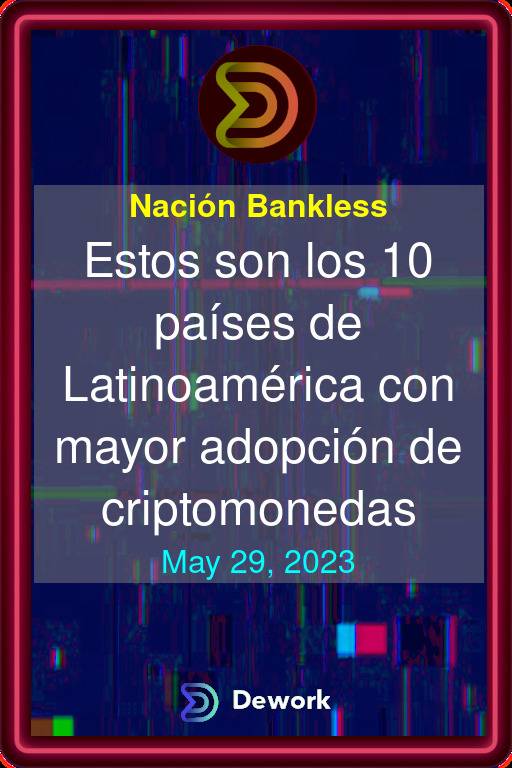 Nación Bankless
Estos son los 10
países de
Latinoamérica con
mayor adopción de
criptomonedas
May 29, 2023
Dework